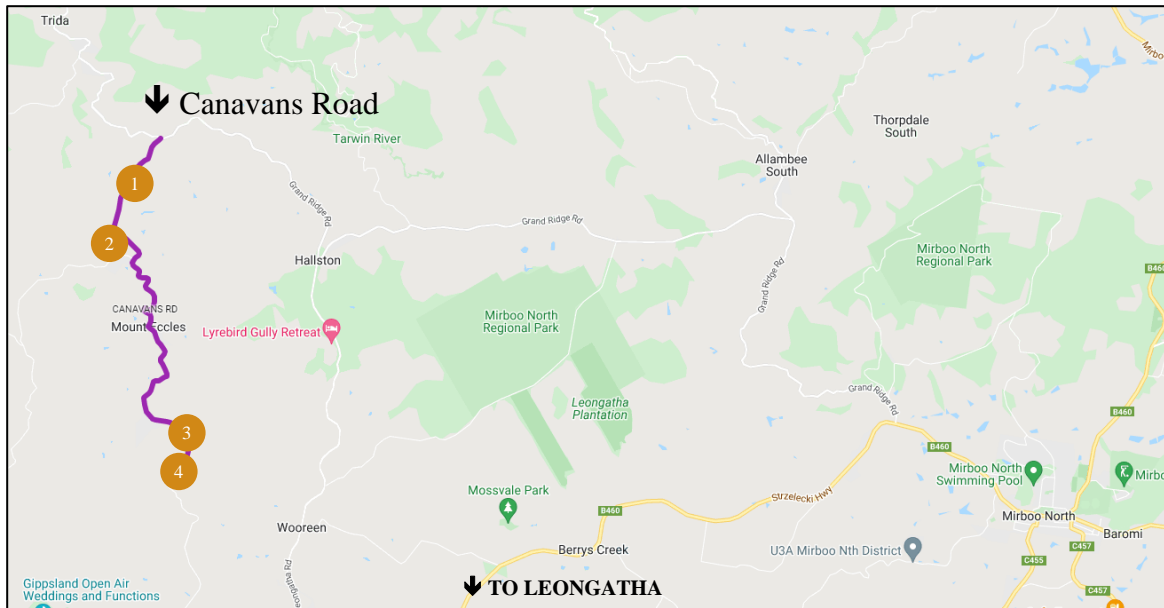 Trida
Canavans Road
Tarwin River
Thorpdale
South
Allambee
South
1
Grand Ridge Rd
Grand Ridge Rd
2
Hallston
Mirboo North
Regional Park
B460
CANAVANS RD
Mount Eccles
Mirboo North
Regional Park
Grand Ridge Rd
Lyrebird Gully Retreat
Leongatha
Plantation
Grand Ridge Rd
B460
3
B460
4
Mirboo North
Swimming Pool
Mirbo
Mossvale Park
Strzelecki Hwy
B460
Wooreen
Mirboo North
Baromi
Berrys Creek
U3A Mirboo Nth District
C457
C455
C457
Gippsland Open Air
Weddings and Functions
eongatha Rd
TO LEONGATHA